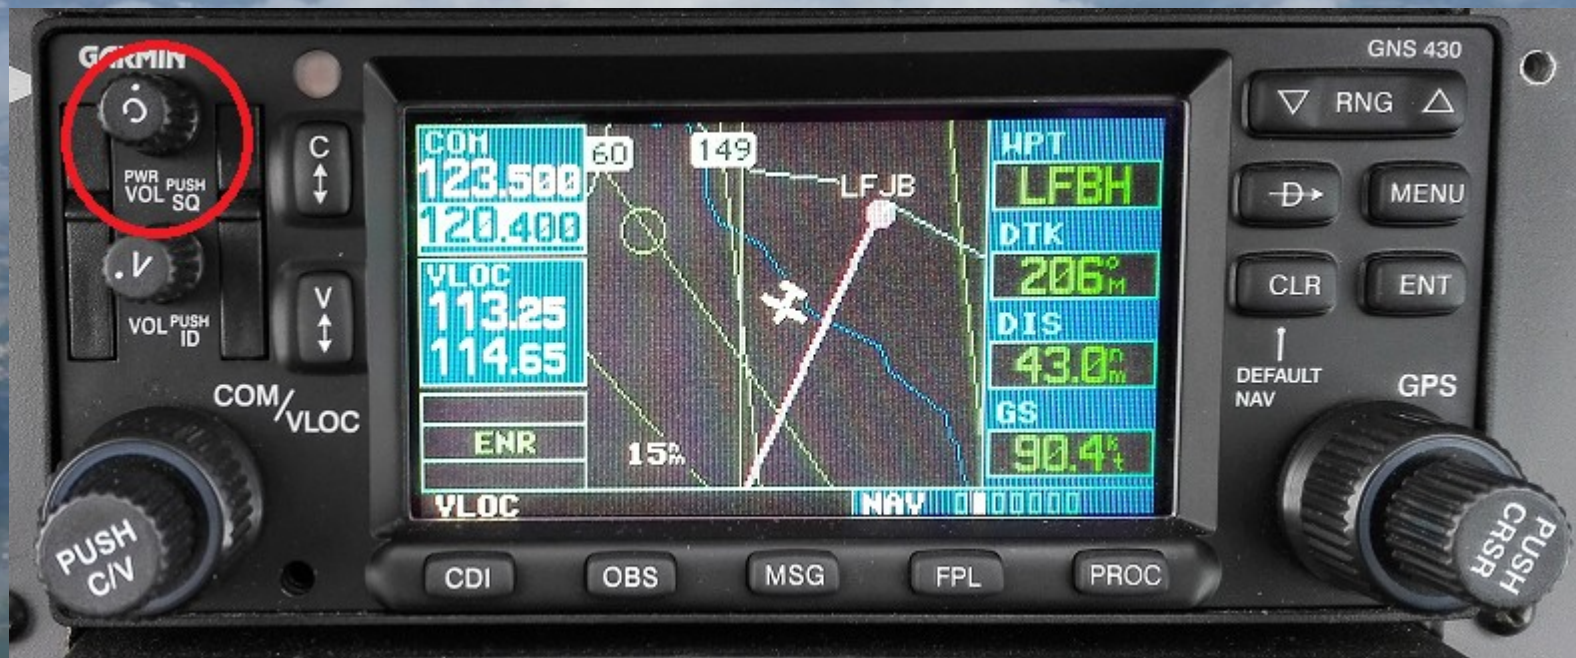 GARMIN
GNS 430
C
PWR
VOL PUSH
SQ
C
V
VOL PUSH
ID
V
COM/VLOC
PUSH
C/V
COM
123.500
120.400
VLOC
113.25
114.65
ENR
VLOC
60
149
LFJB
15nm
NAV
WPT
LFBH
DTK
206°M
DIS
43.0nm
GS
90.4kt
RNG
D
MENU
CLR
ENT
DEFAULT
NAV
GPS
PUSH
CRSR
CDI
OBS
MSG
FPL
PROC